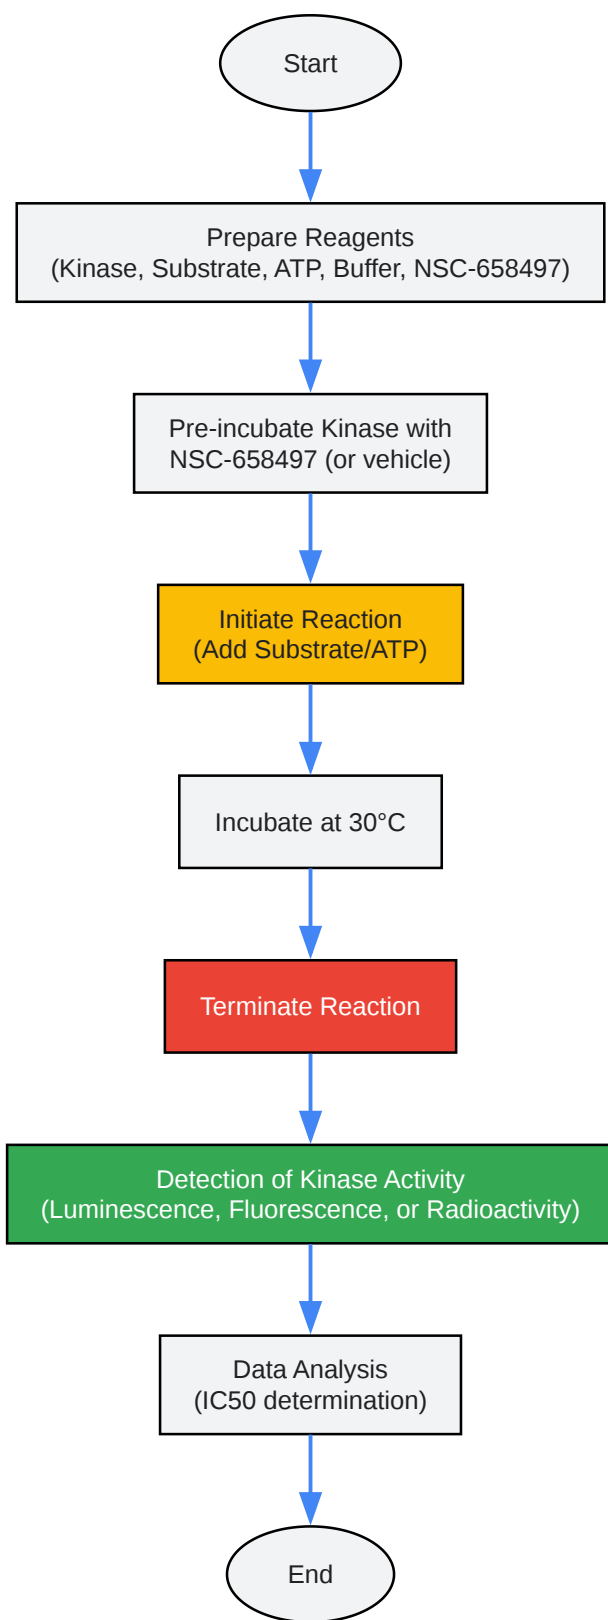 Start
Prepare Reagents
(Kinase, Substrate, ATP, Buffer, NSC-658497)
Pre-incubate Kinase with
NSC-658497 (or vehicle)
Initiate Reaction
(Add Substrate/ATP)
Incubate at 30°C
Terminate Reaction
Detection of Kinase Activity
(Luminescence, Fluorescence, or Radioactivity)
Data Analysis
(IC50 determination)
End